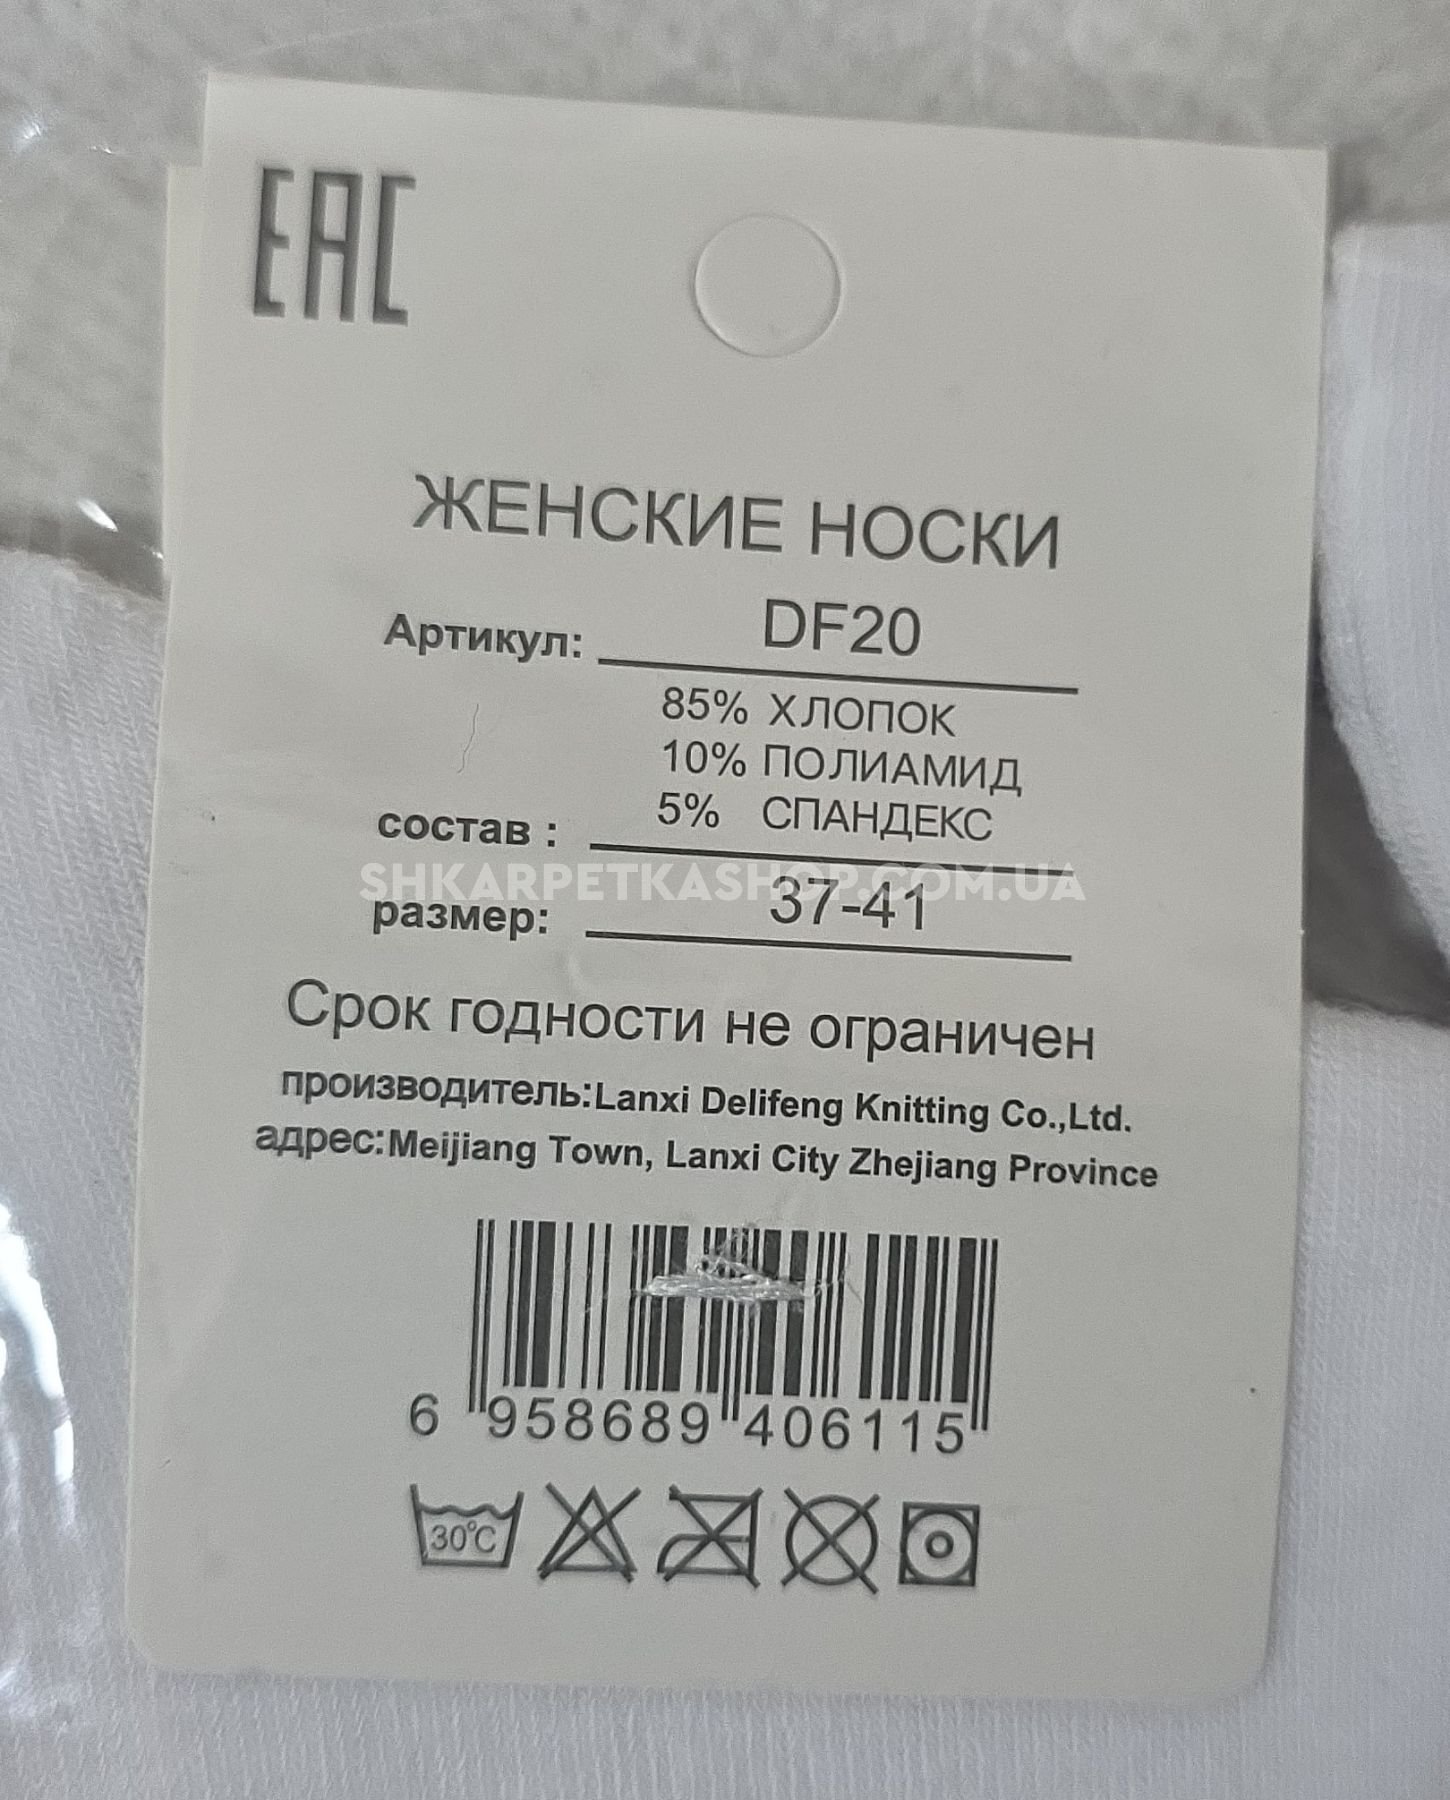 EAC
ЖЕНСКИЕ НОСКИ
Артикул: DF20
85% ХЛОПОК
10% ПОЛИАМИД
состав : 5% СПАНДЕКС
SHKARPETKASHOP.COM.UA
размер: 37-41
Срок годности не ограничен
производитель:Lanxi Delifeng Knitting Co.,Ltd.
адрес:Meijiang Town, Lanxi City Zhejiang Province
6 958689 406115
30°C